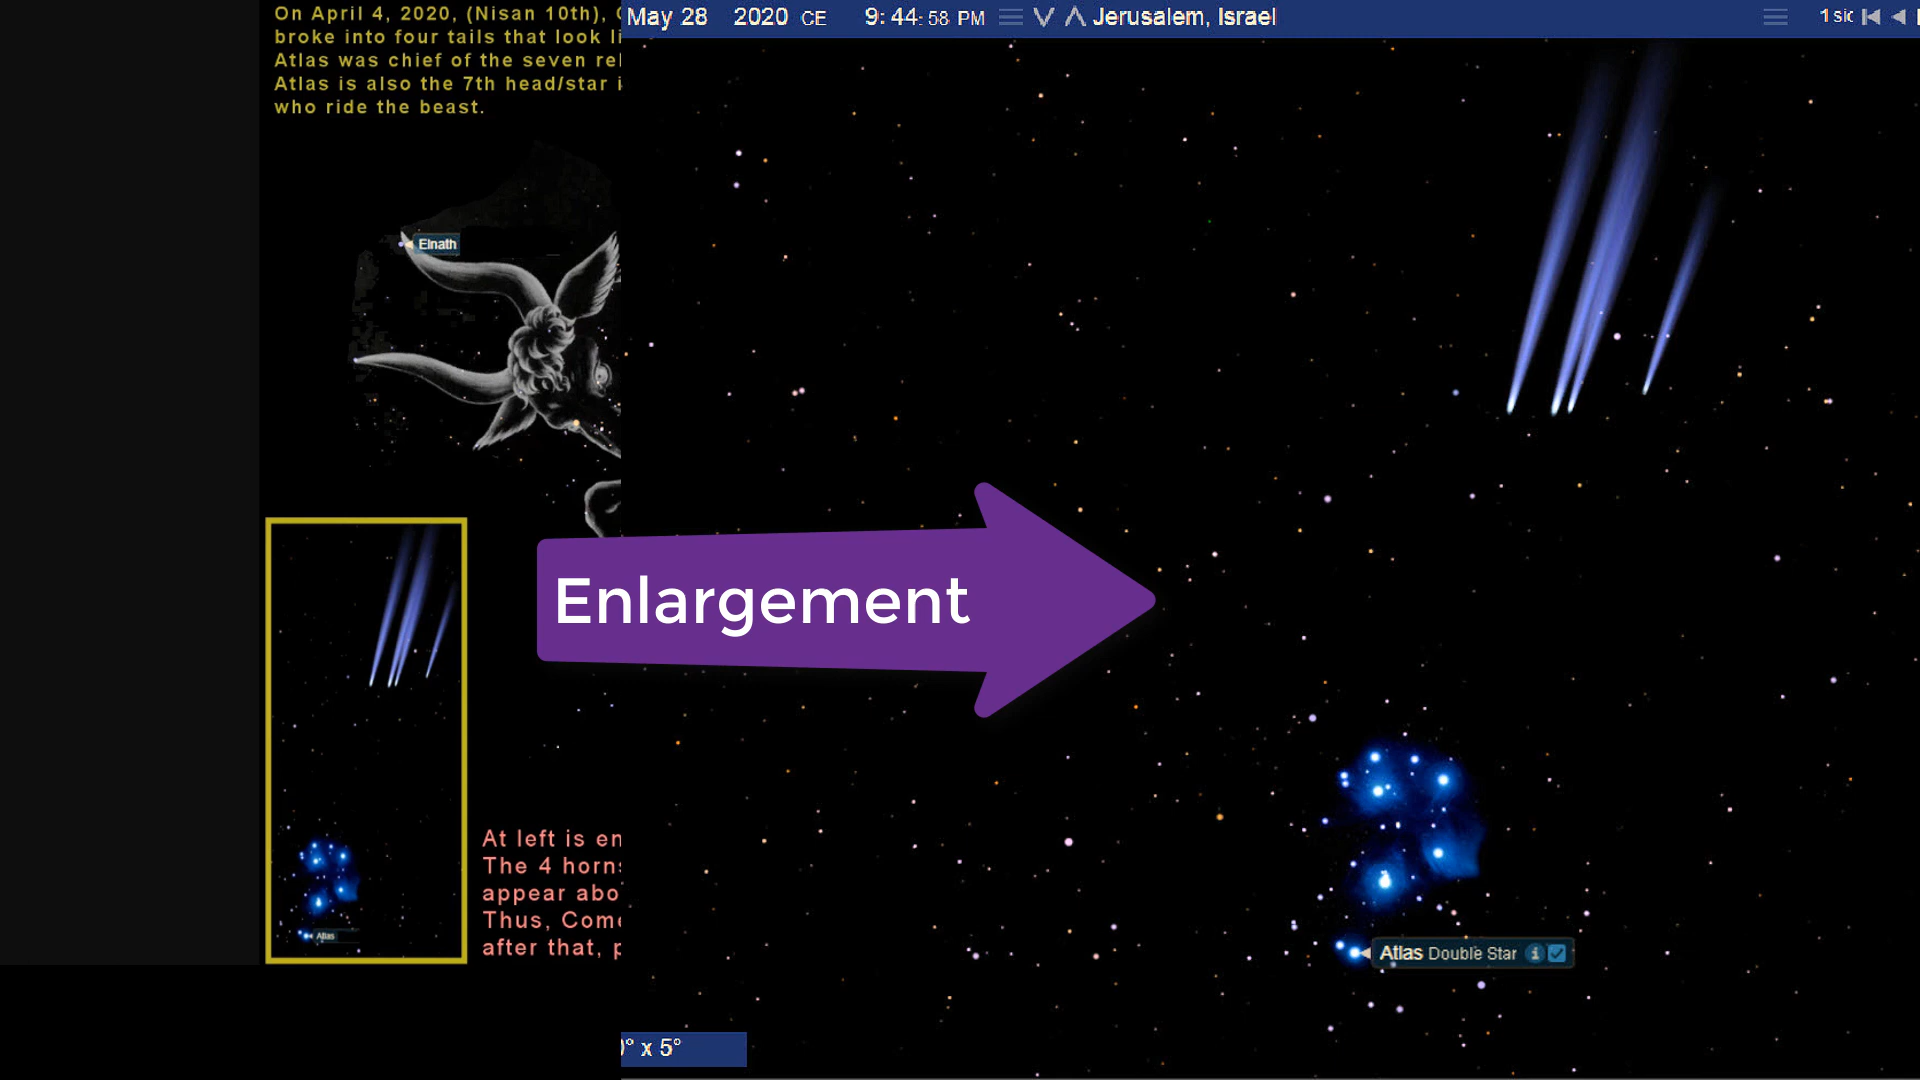 On April 4, 2020, (Nisan 10th),
broke into four tails that look
Atlas was chief of the seven
Atlas is also the 7th head/star
who ride the beast.
May 28 2020 CE 9:44:58 PM Jerusalem, Israel
1
Elnath
Enlargement
At left is
The 4
appear
Thus,
after that,
Atlas
Atlas Double Star i
x 5°